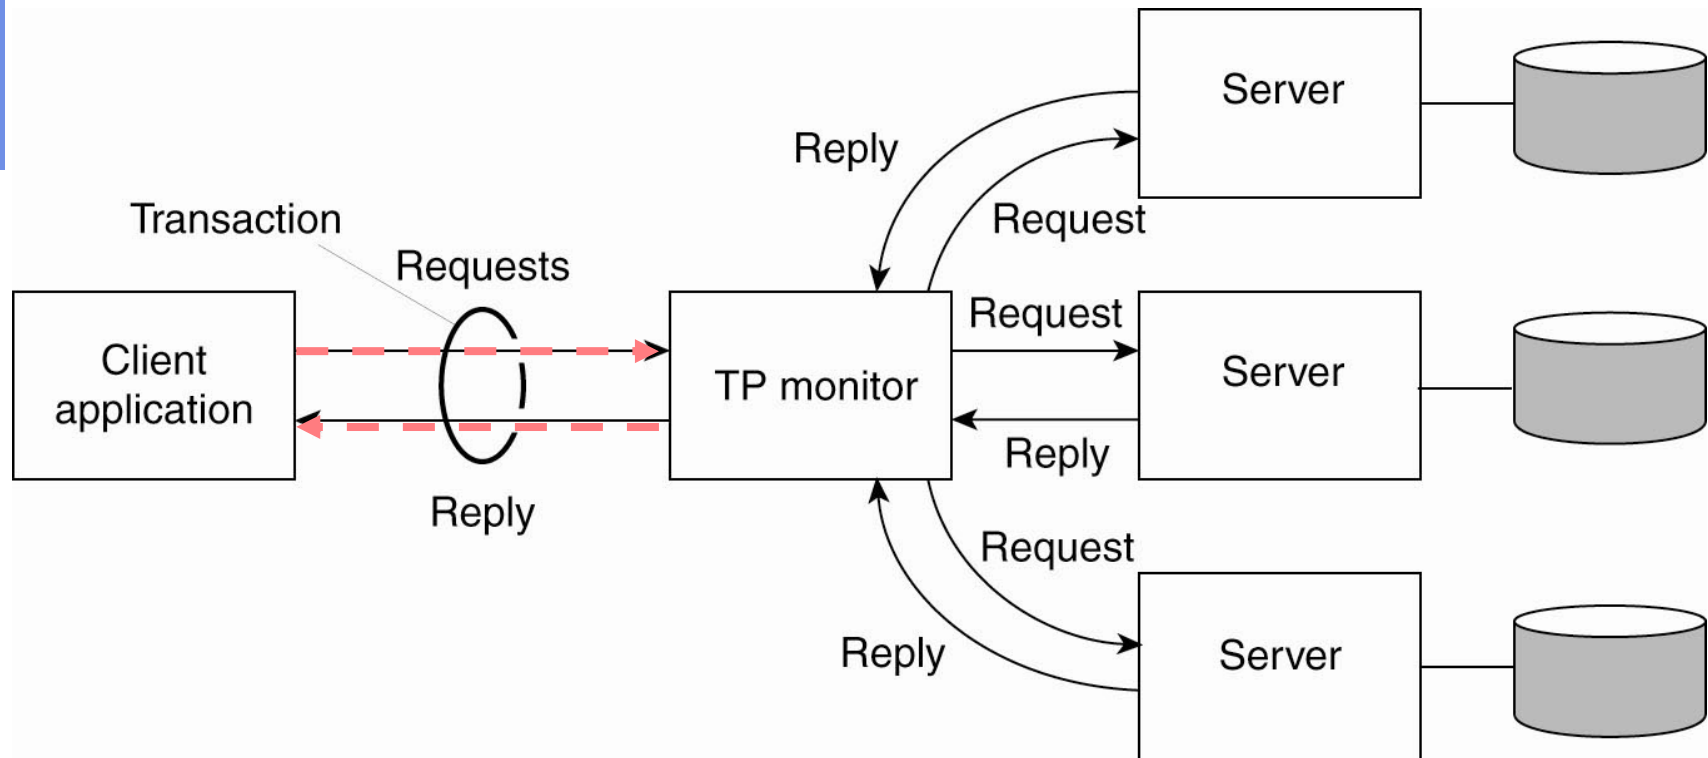 Server
Reply
Request
Transaction
Requests
Client
application
Reply
TP monitor
Request
Server
Reply
Request
Reply
Server